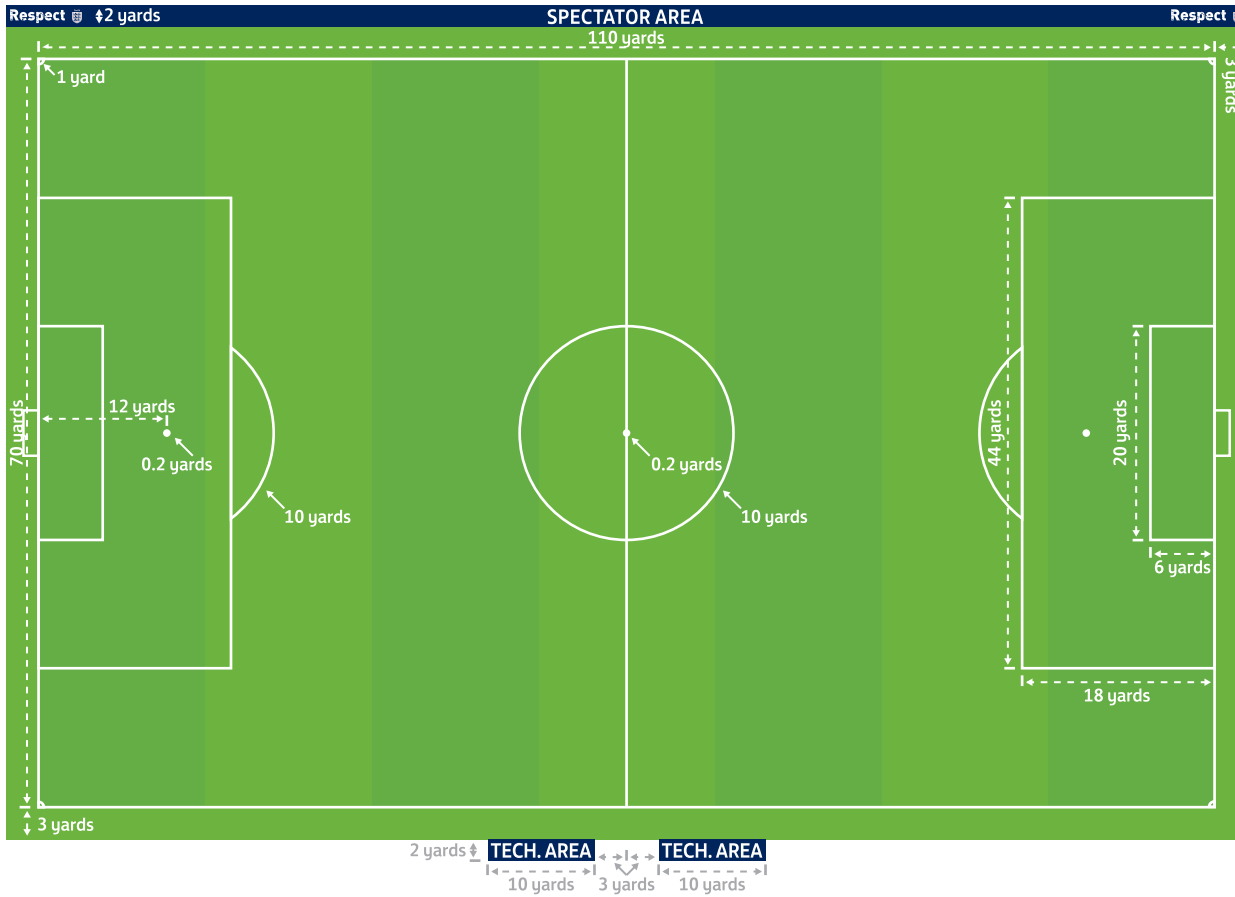 Respect 2 yards SPECTATOR AREA Respect
110 yards
1 yard
3 yards
12 yards
70 yards
0.2 yards
0.2 yards
44 yards
20 yards
10 yards
10 yards
6 yards
18 yards
3 yards
2 yards TECH. AREA TECH. AREA
10 yards 3 yards 10 yards